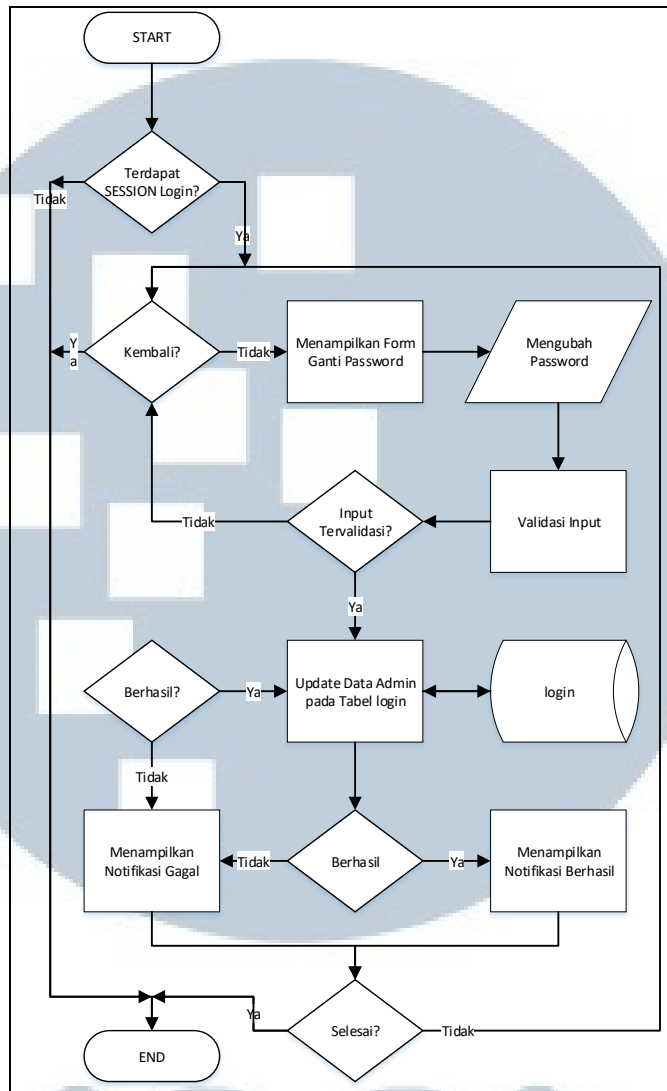 START
Terdapat
SESSION Login?
Tidak
Ya
Kembali?
Y
a
Tidak
Menampilkan Form
Ganti Password
Mengubah
Password
Input
Tervalidasi?
Tidak
Validasi Input
Ya
Berhasil?
Ya
Update Data Admin
pada Tabel login
login
Tidak
Menampilkan
Notifikasi Gagal
Tidak
Berhasil
Ya
Menampilkan
Notifikasi Berhasil
Ya
Selesai?
Tidak
END